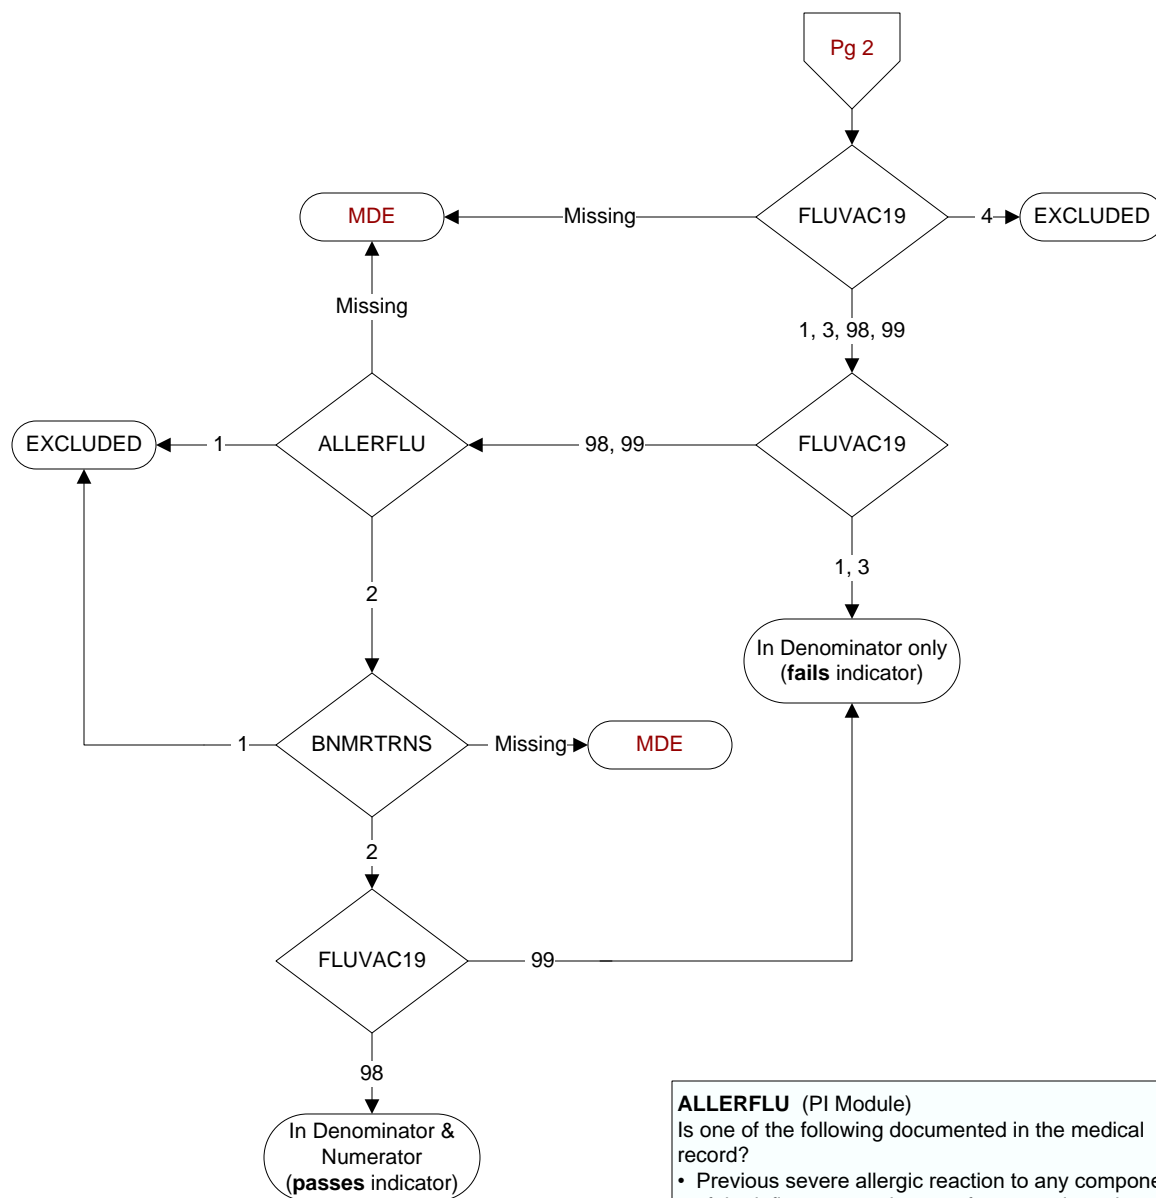 Pg 2
MDE
Missing
FLUVAC19
4
EXCLUDED
Missing
1, 3, 98, 99
EXCLUDED
1
ALLERFLU
98, 99
FLUVAC19
2
1, 3
In Denominator only
(fails indicator)
1
BNMRTRNS
Missing
MDE
2
FLUVAC19
99
98
In Denominator &
Numerator
(passes indicator)
ALLERFLU (PI Module)
Is one of the following documented in the medical
record?
• Previous severe allergic reaction to any